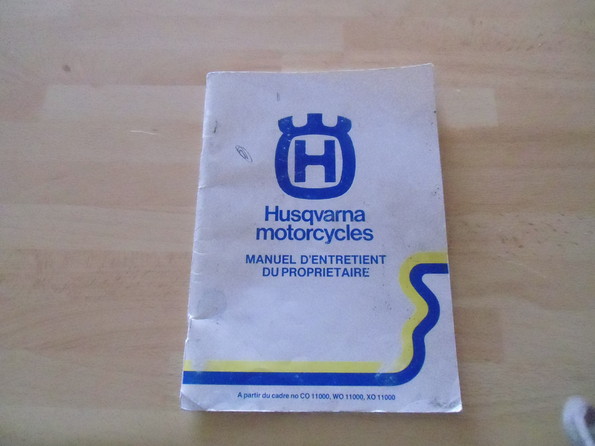 H
Husqvarna
motorcycles
MANUEL D'ENTRETIENT
DU PROPRIETAIRE
A partir du cadre no CO 11000, WO 11000, XO 11000